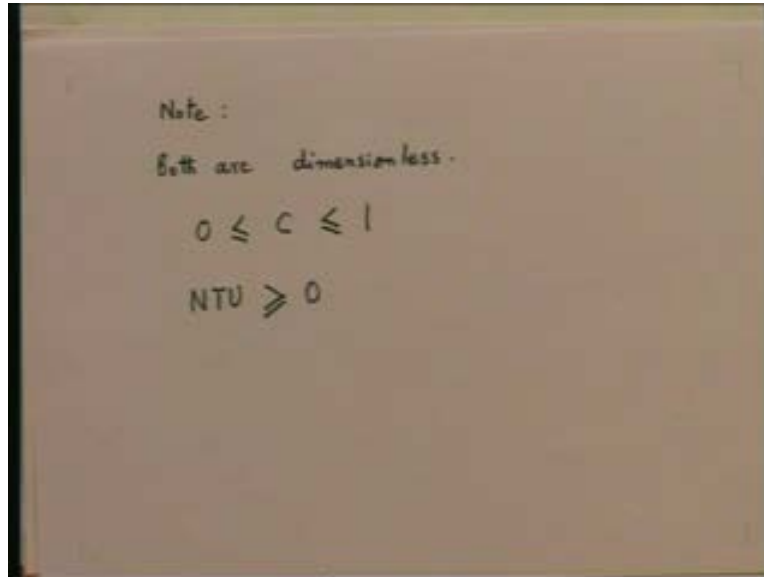 Note :
Both are dimensionless.
0 ⩽ C ⩽ 1
NTU ⩾ 0